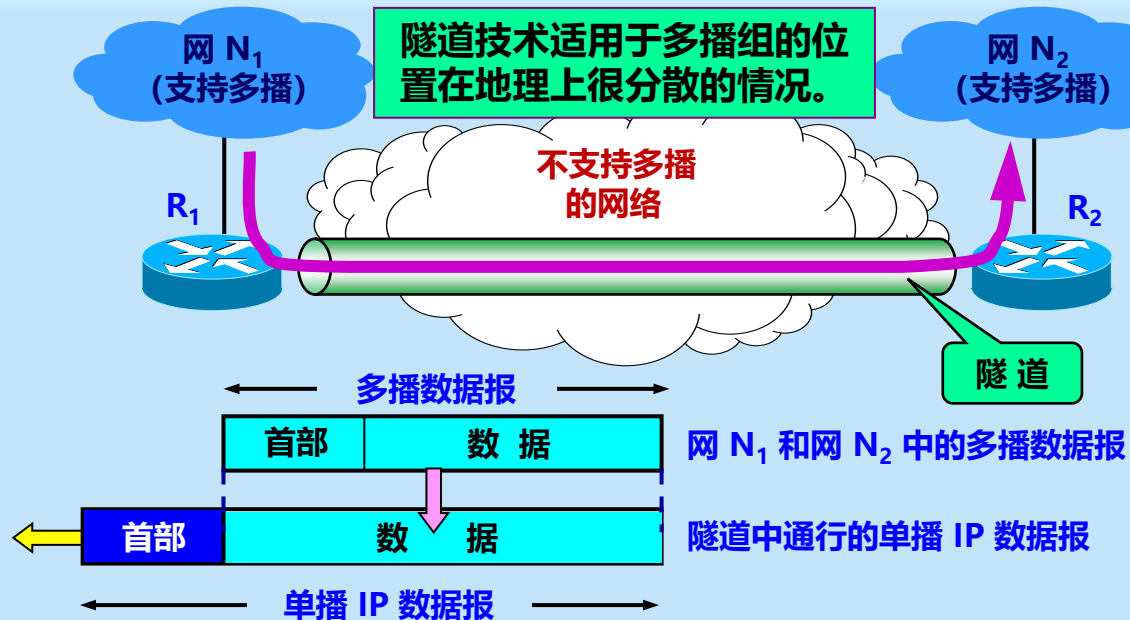 网 N₁
(支持多播)
隧道技术适用于多播组的位
置在地理上很分散的情况。
网 N₂
(支持多播)
不支持多播
的网络
R₁
R₂
隧 道
多播数据报
首部
数 据
网 N₁ 和网 N₂ 中的多播数据报
首部
数 据
隧道中通行的单播 IP 数据报
单播 IP 数据报